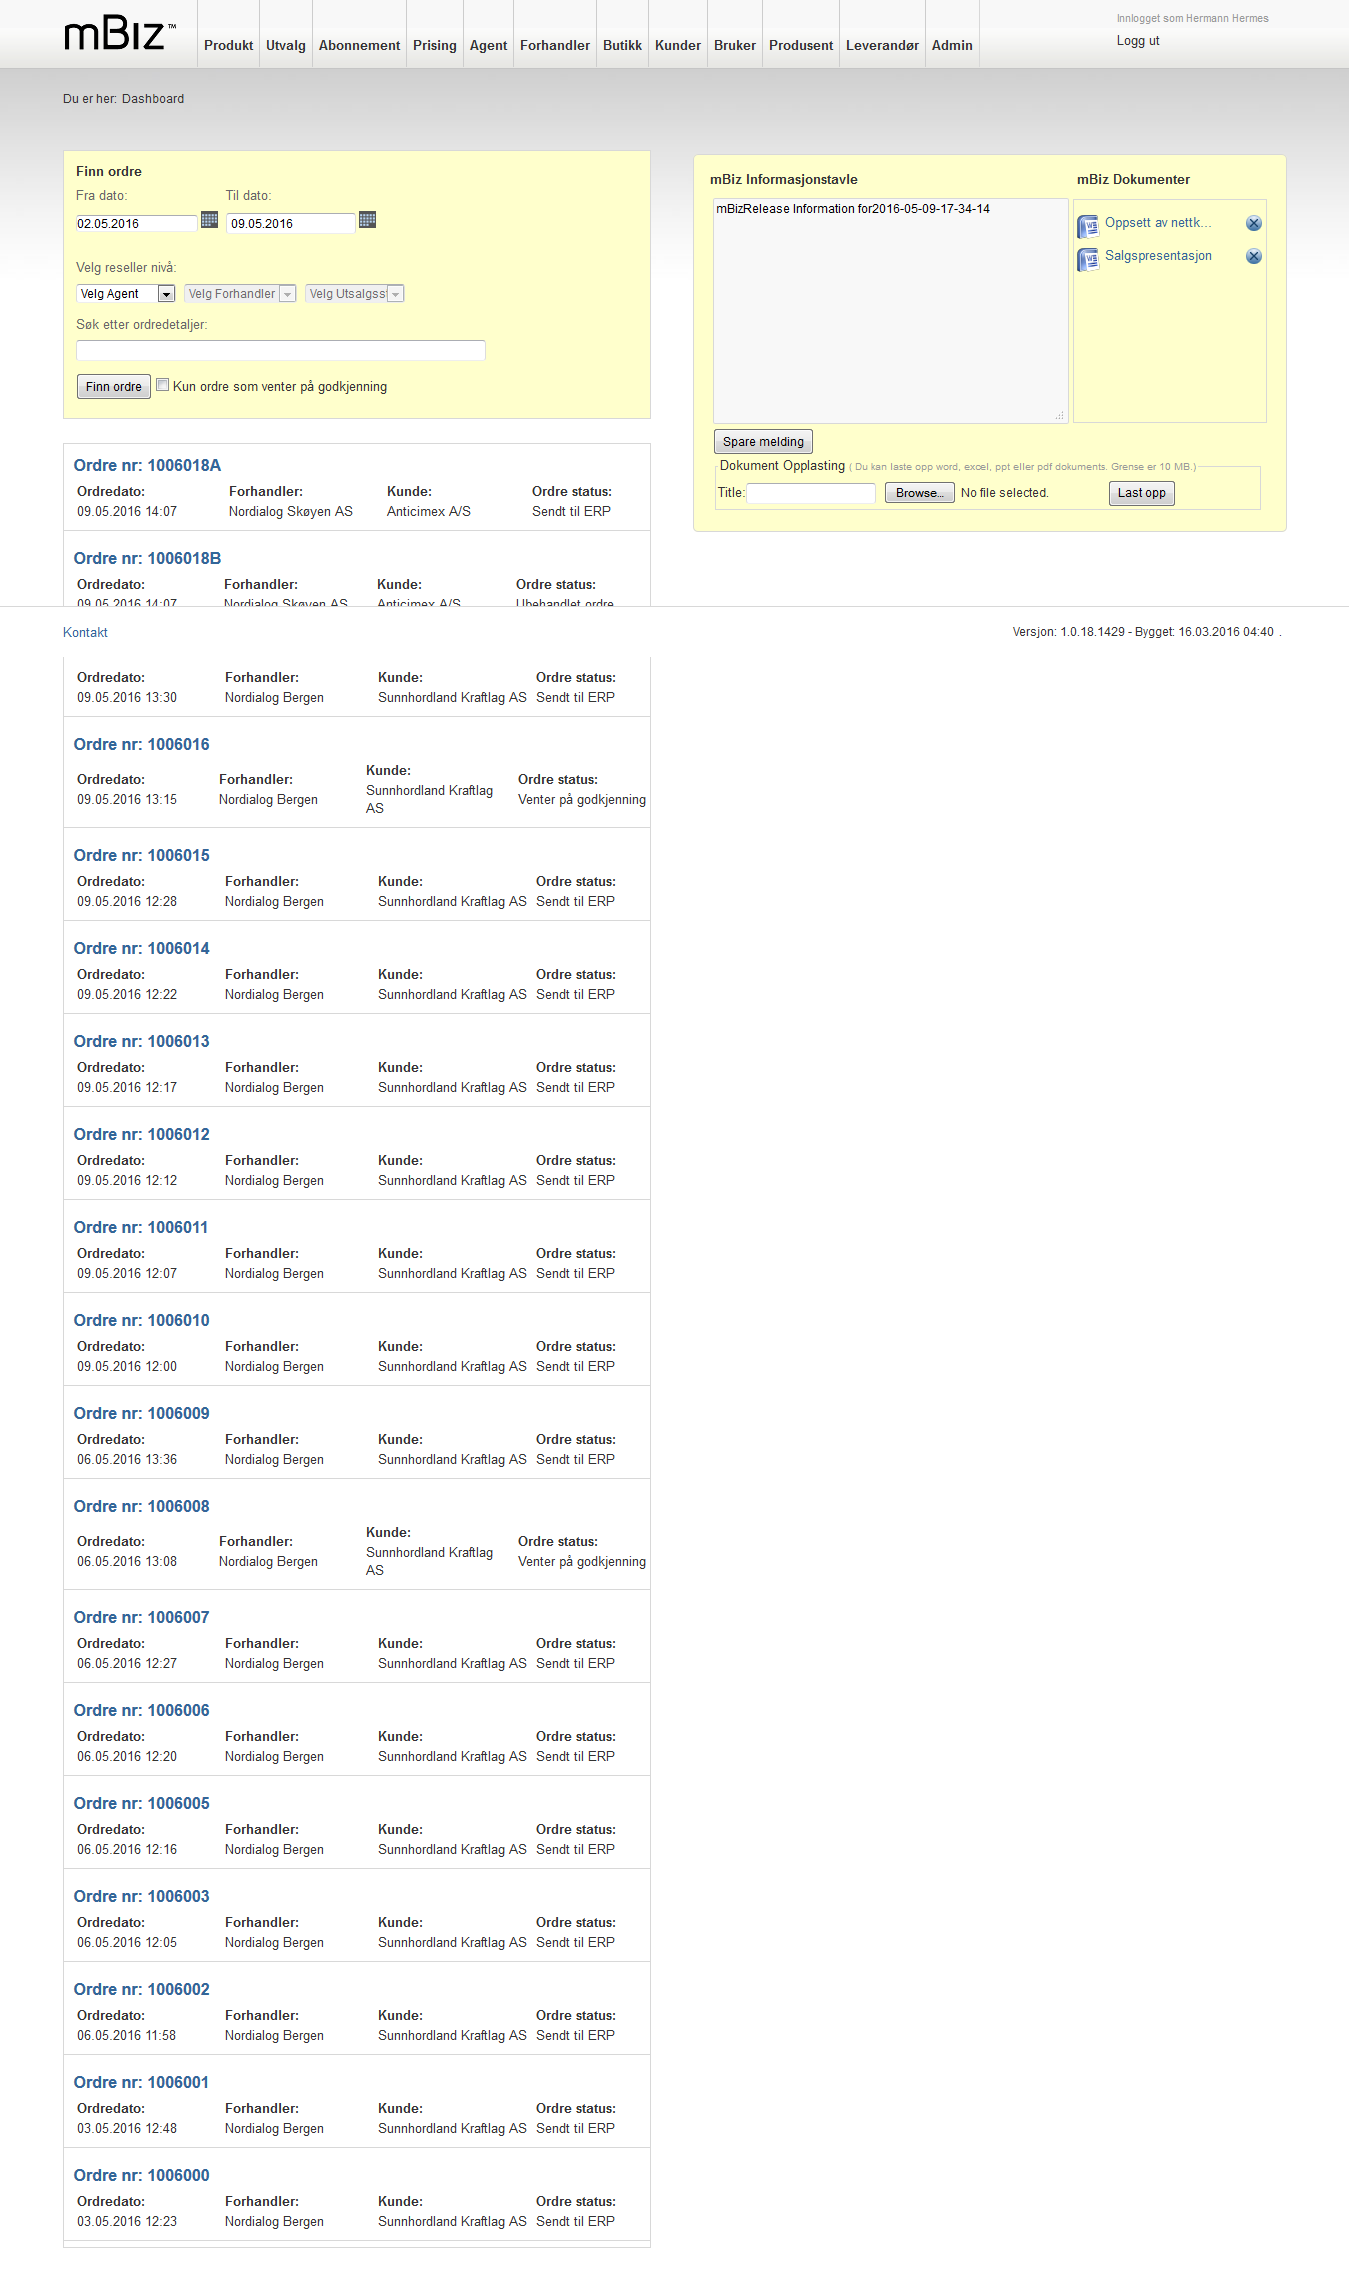 mBiz™
Produkt Utvalg Abonnement Prising Agent Forhandler Butikk Kunder Bruker Produsent Leverandør Admin
Innlogget som Hermann Hermes
Logg ut
Du er her: Dashboard
Finn ordre
Fra dato: Til dato:
02.05.2016 09.05.2016
Velg reseller nivå:
Velg Agent Velg Forhandler Velg Utsalgss
Søk etter ordredetaljer:
Finn ordre Kun ordre som venter på godkjenning
mBiz Informasjonstavle mBiz Dokumenter
mBizRelease Information for2016-05-09-17-34-14
Oppsett av nettk...
Salgspresentasjon
Spare melding
Dokument Opplasting ( Du kan laste opp word, excel, ppt eller pdf dokuments. Grense er 10 MB.)
Title: Browse... No file selected. Last opp
Ordre nr: 1006018A
Ordredato: Forhandler: Kunde: Ordre status:
09.05.2016 14:07 Nordialog Skøyen AS Anticimex A/S Sendt til ERP
Ordre nr: 1006018B
Ordredato: Forhandler: Kunde: Ordre status:
09.05.2016 14:07 Nordialog Skøyen AS Anticimex A/S Ubehandlet ordre
Kontakt Versjon: 1.0.18.1429 - Bygget: 16.03.2016 04:40 .
Ordredato: Forhandler: Kunde: Ordre status:
09.05.2016 13:30 Nordialog Bergen Sunnhordland Kraftlag AS Sendt til ERP
Ordre nr: 1006016
Ordredato: Forhandler: Kunde: Ordre status:
09.05.2016 13:15 Nordialog Bergen Sunnhordland Kraftlag Venter på godkjenning
AS
Ordre nr: 1006015
Ordredato: Forhandler: Kunde: Ordre status:
09.05.2016 12:28 Nordialog Bergen Sunnhordland Kraftlag AS Sendt til ERP
Ordre nr: 1006014
Ordredato: Forhandler: Kunde: Ordre status:
09.05.2016 12:22 Nordialog Bergen Sunnhordland Kraftlag AS Sendt til ERP
Ordre nr: 1006013
Ordredato: Forhandler: Kunde: Ordre status:
09.05.2016 12:17 Nordialog Bergen Sunnhordland Kraftlag AS Sendt til ERP
Ordre nr: 1006012
Ordredato: Forhandler: Kunde: Ordre status:
09.05.2016 12:12 Nordialog Bergen Sunnhordland Kraftlag AS Sendt til ERP
Ordre nr: 1006011
Ordredato: Forhandler: Kunde: Ordre status:
09.05.2016 12:07 Nordialog Bergen Sunnhordland Kraftlag AS Sendt til ERP
Ordre nr: 1006010
Ordredato: Forhandler: Kunde: Ordre status:
09.05.2016 12:00 Nordialog Bergen Sunnhordland Kraftlag AS Sendt til ERP
Ordre nr: 1006009
Ordredato: Forhandler: Kunde: Ordre status:
06.05.2016 13:36 Nordialog Bergen Sunnhordland Kraftlag AS Sendt til ERP
Ordre nr: 1006008
Ordredato: Forhandler: Kunde: Ordre status:
06.05.2016 13:08 Nordialog Bergen Sunnhordland Kraftlag Venter på godkjenning
AS
Ordre nr: 1006007
Ordredato: Forhandler: Kunde: Ordre status:
06.05.2016 12:27 Nordialog Bergen Sunnhordland Kraftlag AS Sendt til ERP
Ordre nr: 1006006
Ordredato: Forhandler: Kunde: Ordre status:
06.05.2016 12:20 Nordialog Bergen Sunnhordland Kraftlag AS Sendt til ERP
Ordre nr: 1006005
Ordredato: Forhandler: Kunde: Ordre status:
06.05.2016 12:16 Nordialog Bergen Sunnhordland Kraftlag AS Sendt til ERP
Ordre nr: 1006003
Ordredato: Forhandler: Kunde: Ordre status:
06.05.2016 12:05 Nordialog Bergen Sunnhordland Kraftlag AS Sendt til ERP
Ordre nr: 1006002
Ordredato: Forhandler: Kunde: Ordre status:
06.05.2016 11:58 Nordialog Bergen Sunnhordland Kraftlag AS Sendt til ERP
Ordre nr: 1006001
Ordredato: Forhandler: Kunde: Ordre status:
03.05.2016 12:48 Nordialog Bergen Sunnhordland Kraftlag AS Sendt til ERP
Ordre nr: 1006000
Ordredato: Forhandler: Kunde: Ordre status:
03.05.2016 12:23 Nordialog Bergen Sunnhordland Kraftlag AS Sendt til ERP